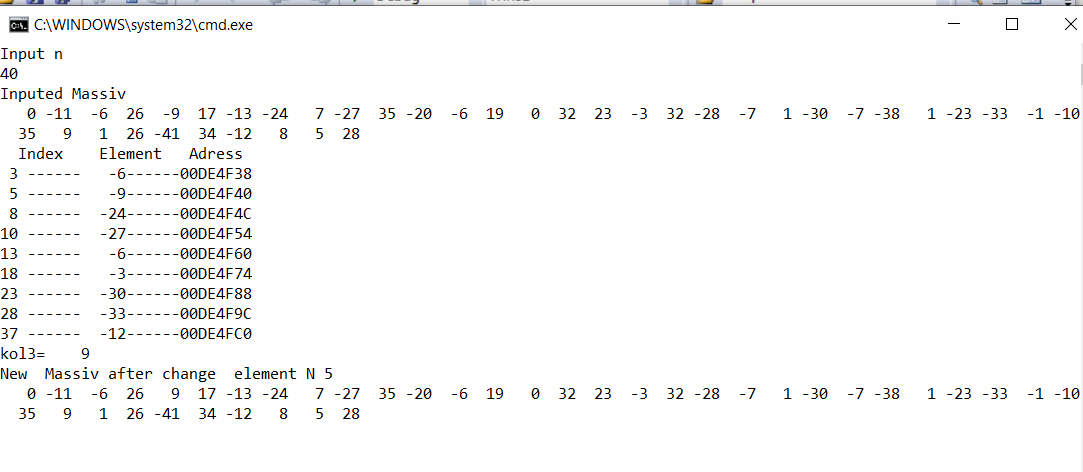 C:\WINDOWS\system32\cmd.exe
Input n
40
Inputed Massiv
0 -11 -6 26 -9 17 -13 -24 7 -27 35 -20 -6 19 0 32 23 -3 32 -28 -7 1 -30 -7 -38 1 -23 -33 -1 -10
35 9 1 26 -41 34 -12 8 5 28
Index Element Adress
3 ------ -6------00DE4F38
5 ------ -9------00DE4F40
8 ------ -24------00DE4F4C
10 ------ -27------00DE4F54
13 ------ -6------00DE4F60
18 ------ -3------00DE4F74
23 ------ -30------00DE4F88
28 ------ -33------00DE4F9C
37 ------ -12------00DE4FC0
kol3= 9
New Massiv after change element N 5
0 -11 -6 26 9 17 -13 -24 7 -27 35 -20 -6 19 0 32 23 -3 32 -28 -7 1 -30 -7 -38 1 -23 -33 -1 -10
35 9 1 26 -41 34 -12 8 5 28